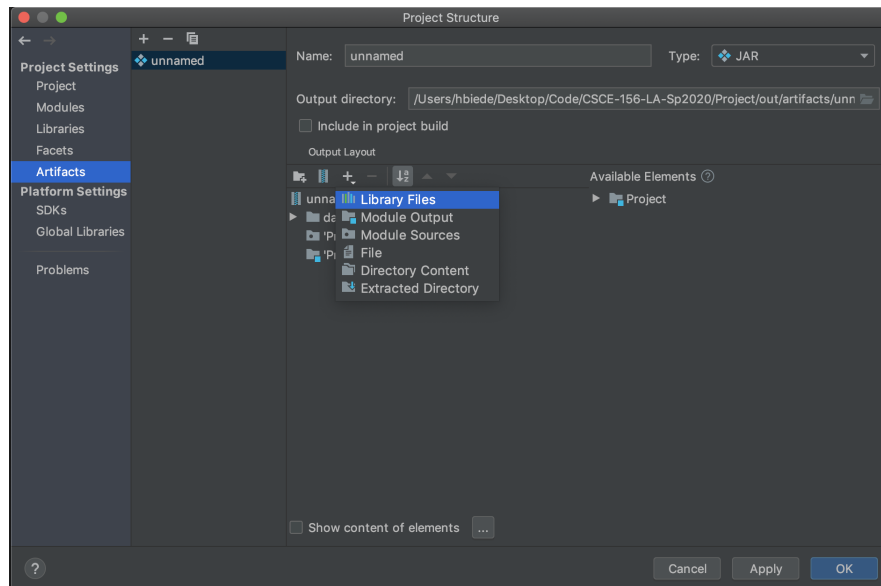 Project Structure
Project Settings
Project
Modules
Libraries
Facets
Artifacts
Platform Settings
SDKs
Global Libraries
Problems
unnamed
Name: unnamed Type: JAR
Output directory: /Users/hbiede/Desktop/Code/CSCE-156-LA-Sp2020/Project/out/artifacts/unn
Include in project build
Output Layout
Available Elements ?
unna
da
'P
'P
Library Files
Module Output
Module Sources
File
Directory Content
Extracted Directory
Project
Show content of elements ...
? Cancel Apply OK